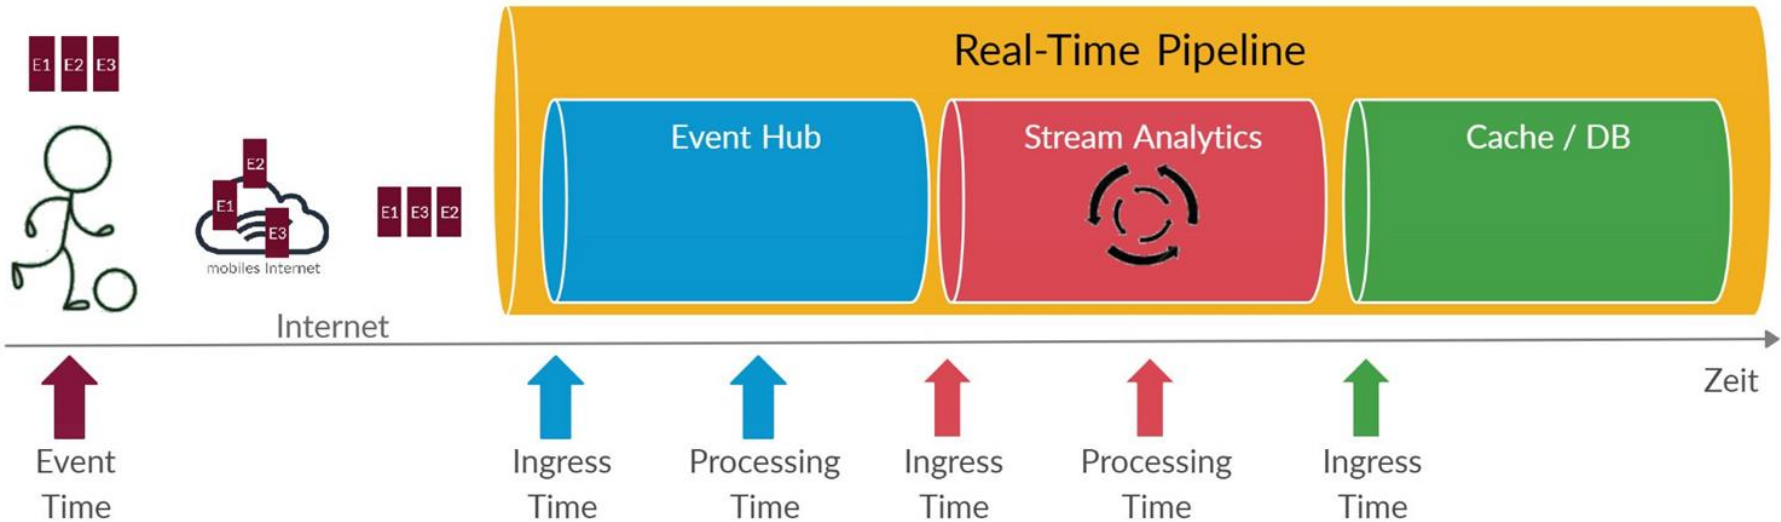 Real-Time Pipeline
E1 E2 E3
Event Hub
Stream Analytics
Cache / DB
E2
E1
E3
E1 E3 E2
mobiles Internet
Internet
Zeit
Event
Time
Ingress
Time
Processing
Time
Ingress
Time
Processing
Time
Ingress
Time